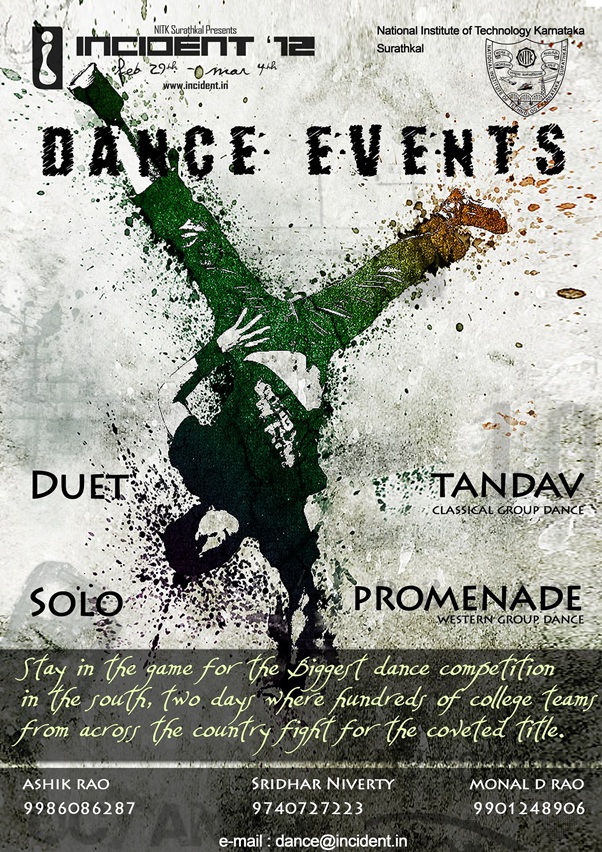 NITK Surathkal Presents
INCIDENT '12
feb 29th - mar 4th
www.incident.in
National Institute of Technology Karnataka
Surathkal
DANCE EVENTS
DUET
TANDAV
CLASSICAL GROUP DANCE
SOLO
PROMENADE
WESTERN GROUP DANCE
Stay in the game for the Biggest dance competition
in the south, two days where hundreds of college teams
from across the country fight for the coveted title.
ASHIK RAO
9986086287
SRIDHAR NIVERTY
9740727223
MONAL D RAO
9901248906
e-mail : dance@incident.in